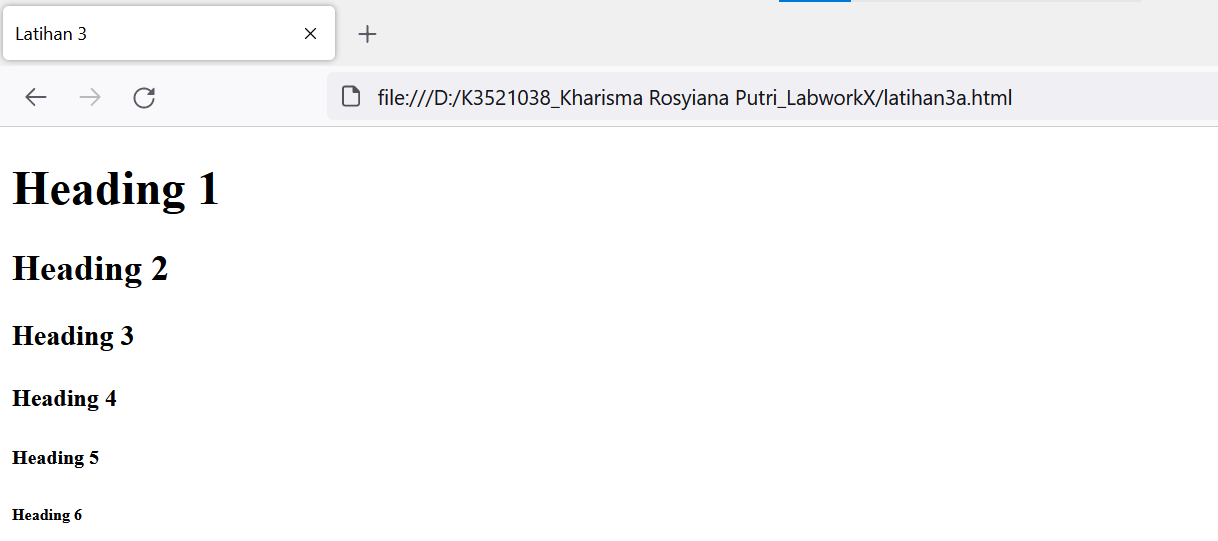 Latihan 3
file:///D:/K3521038_Kharisma Rosyiana Putri_LabworkX/latihan3a.html
Heading 1
Heading 2
Heading 3
Heading 4
Heading 5
Heading 6